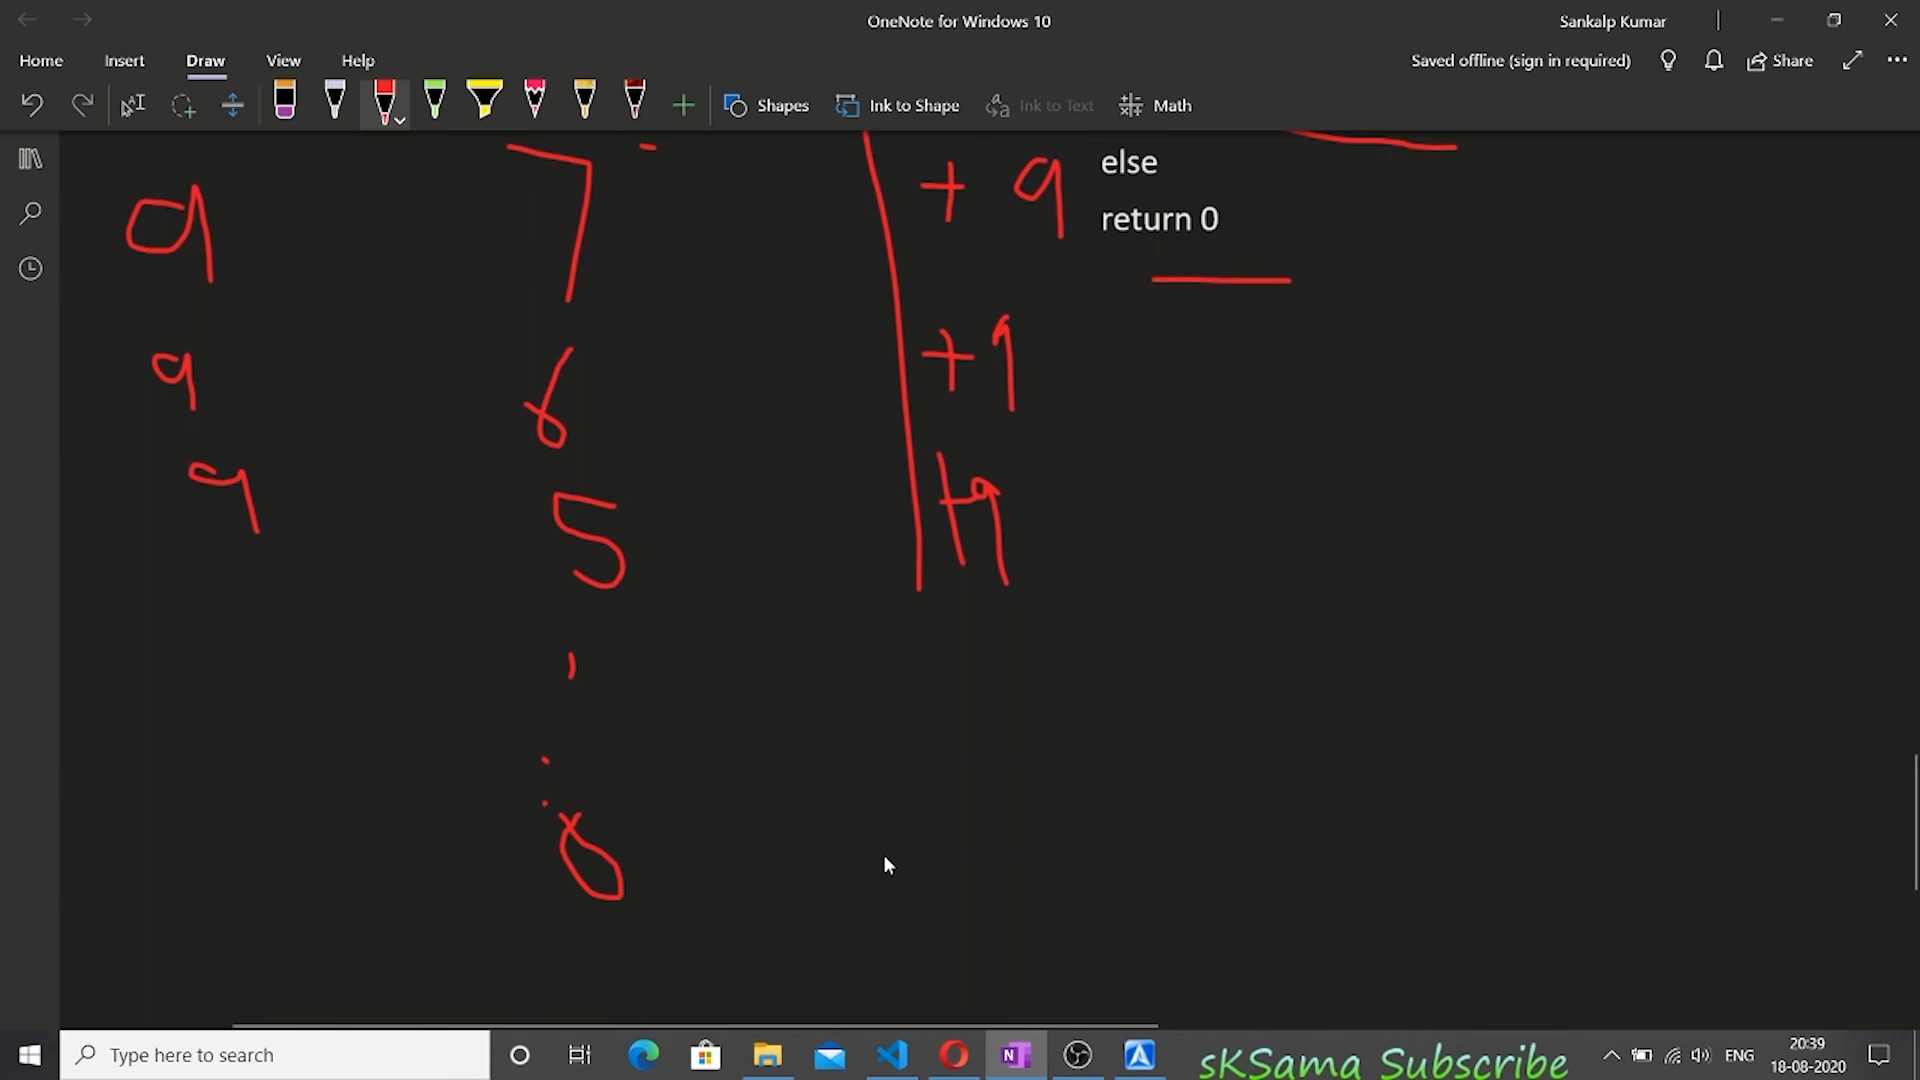 OneNote for Windows 10
Sankalp Kumar
Home Insert Draw View Help
Saved offline (sign in required)
Share
Shapes
Ink to Shape
Ink to Text
Math
9 7 + 9 else
return 0
9 6 + 9
9 5 + 9
0
Type here to search
N
sKSama Subscribe
ENG
20:39
18-08-2020